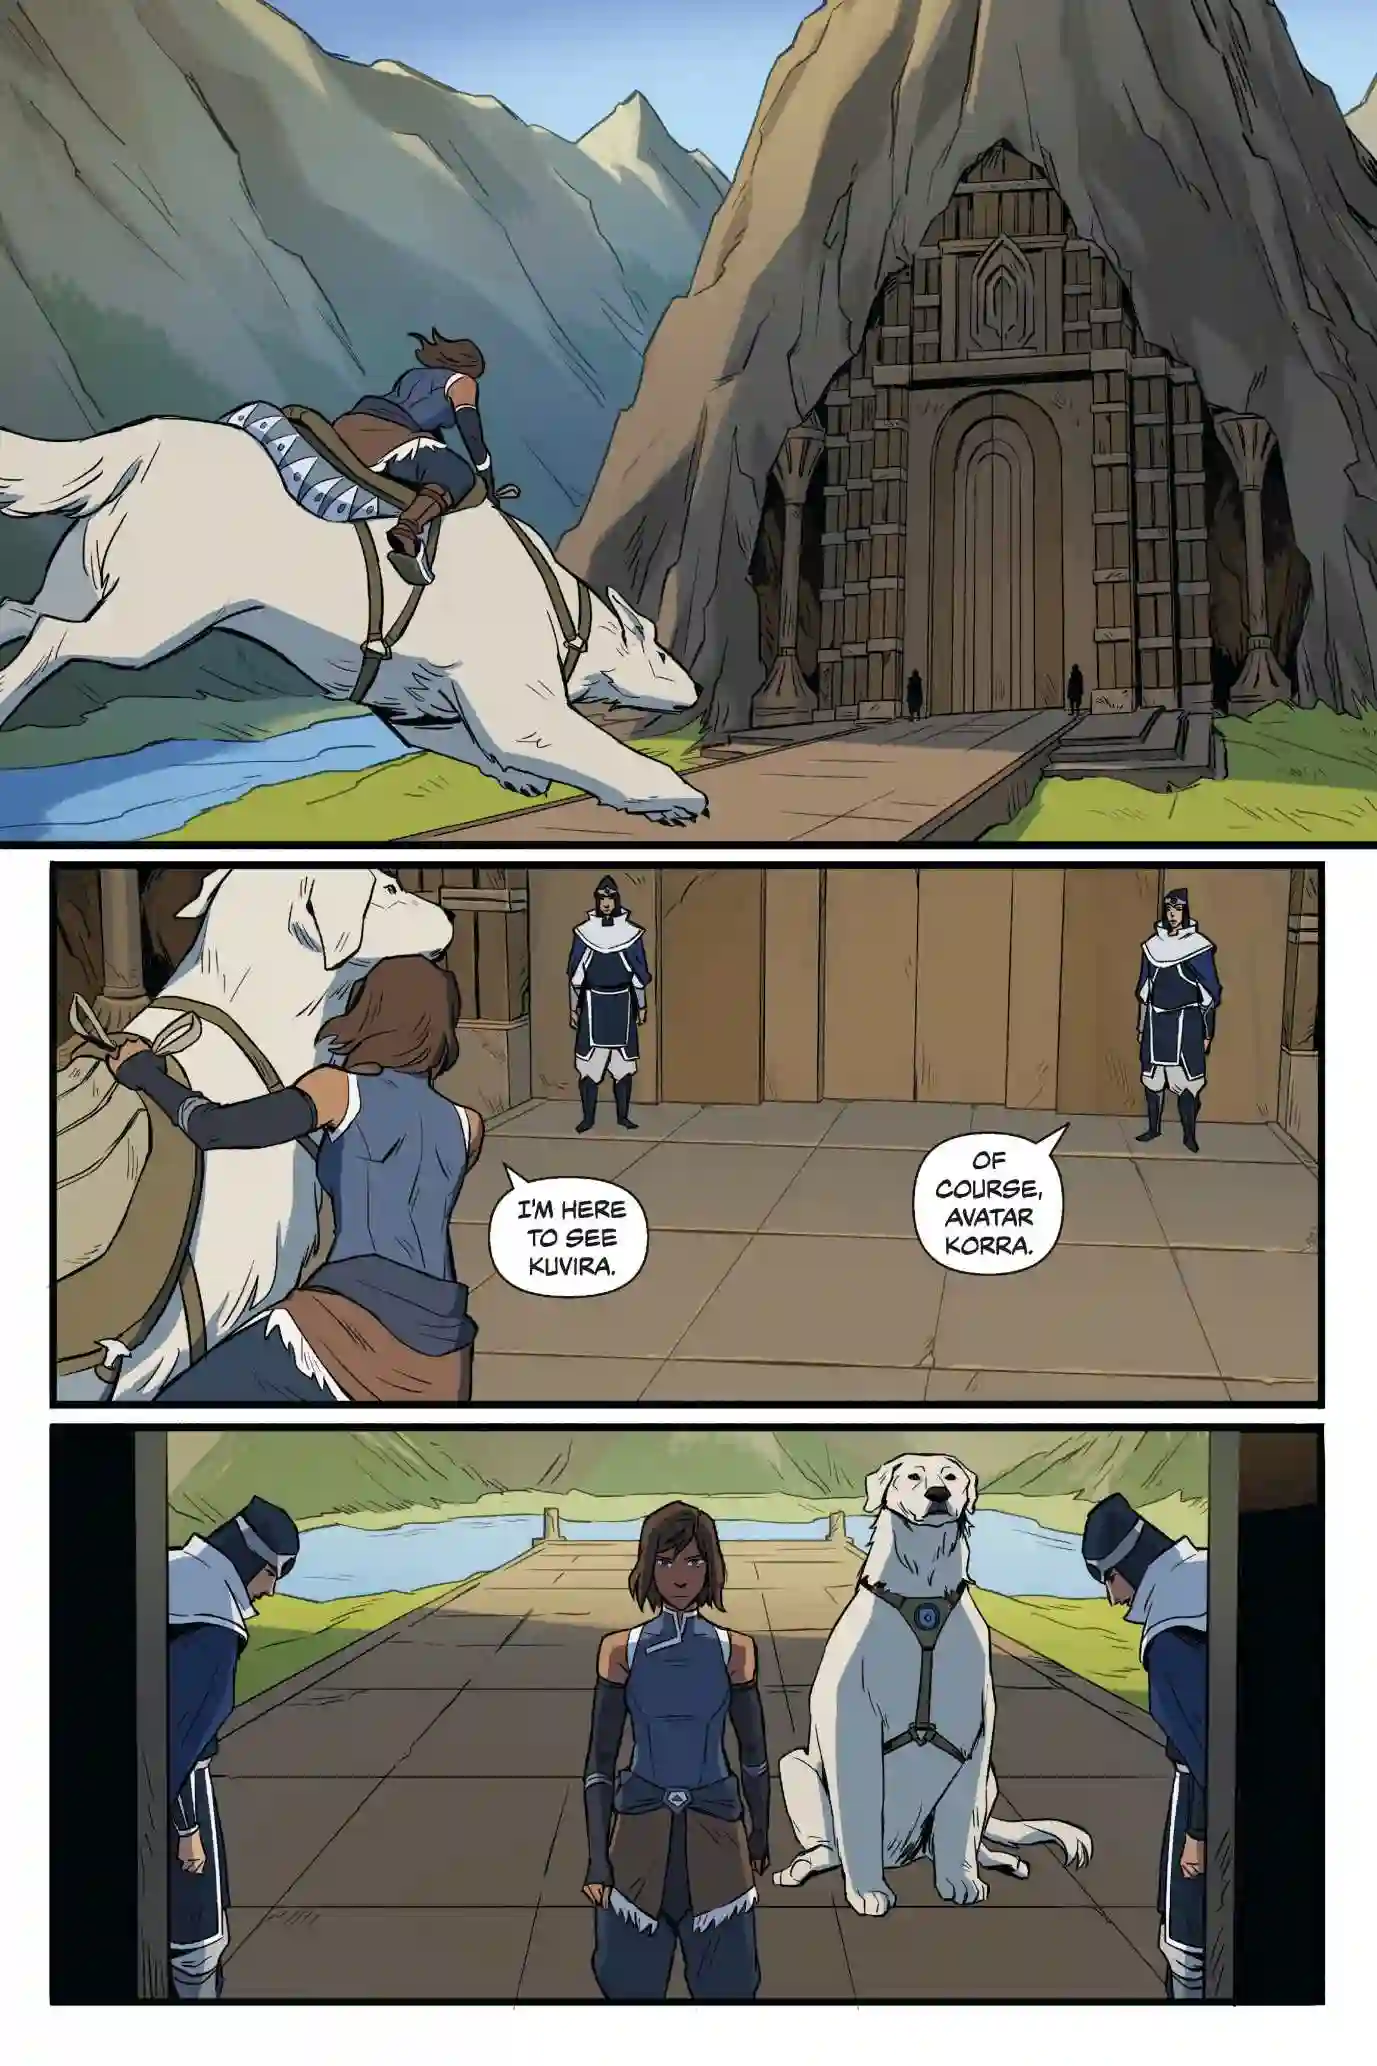 I'M HERE
TO SEE
KUVIRA.
OF
COURSE,
AVATAR
KORRA.